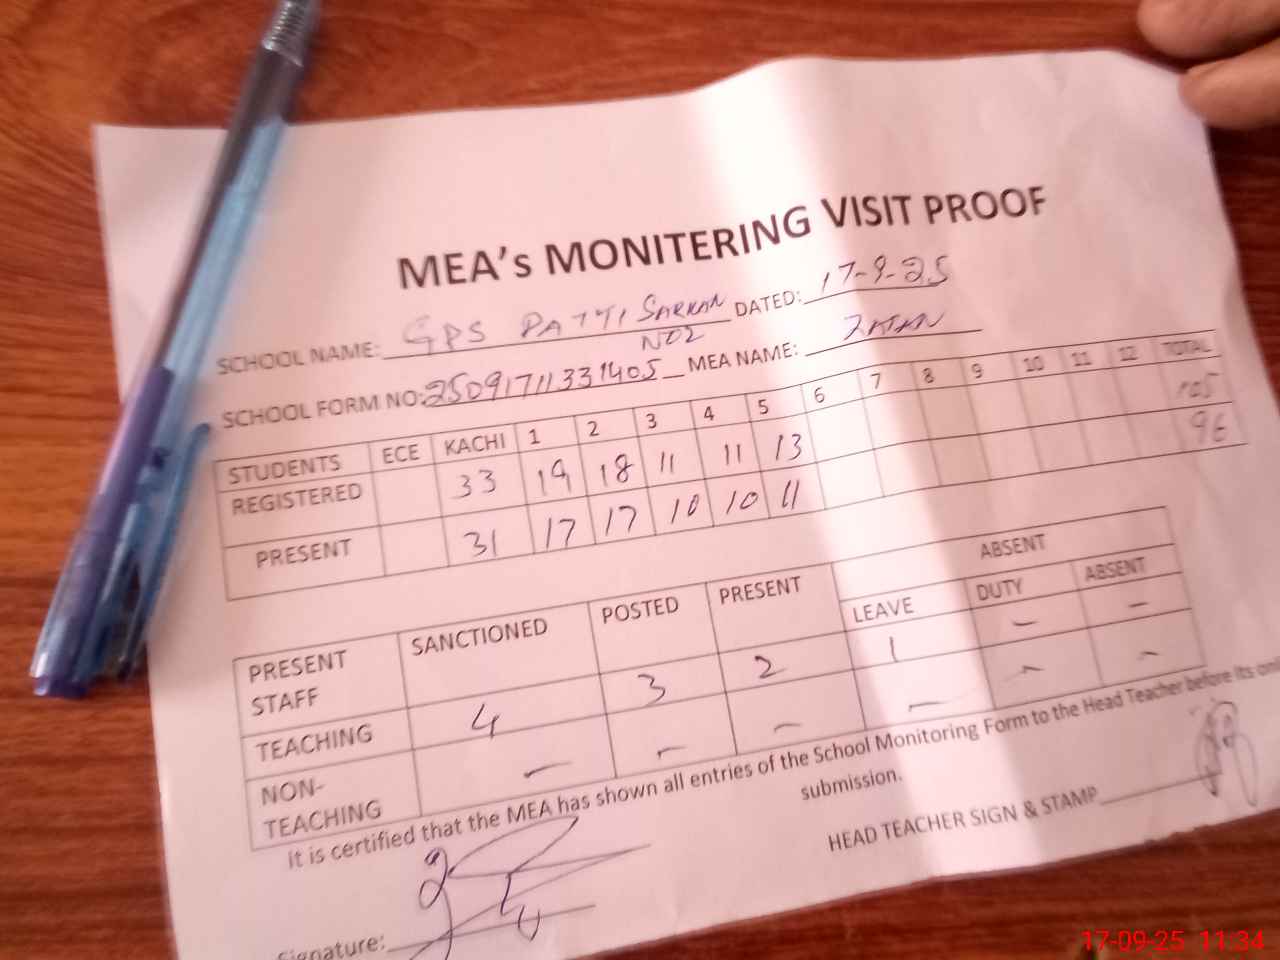 MEA's MONITERING VISIT PROOF
SCHOOL NAME: GPS PATTI SARKAN NO2 DATED: 17-9-25
SCHOOL FORM NO: 25091711331405 MEA NAME:
STUDENTS ECE KACHI 1 2 3 4 5 6 7 8 9 10 11 12 TOTAL
REGISTERED 33 19 18 11 11 13 105
PRESENT 31 17 17 10 10 11 96
PRESENT STAFF SANCTIONED POSTED PRESENT ABSENT
LEAVE DUTY ABSENT
TEACHING 4 3 2 1 – –
NON-TEACHING – – – – – –
It is certified that the MEA has shown all entries of the School Monitoring Form to the Head Teacher before its
submission.
HEAD TEACHER SIGN & STAMP
Signature:
17-09-25 11:34